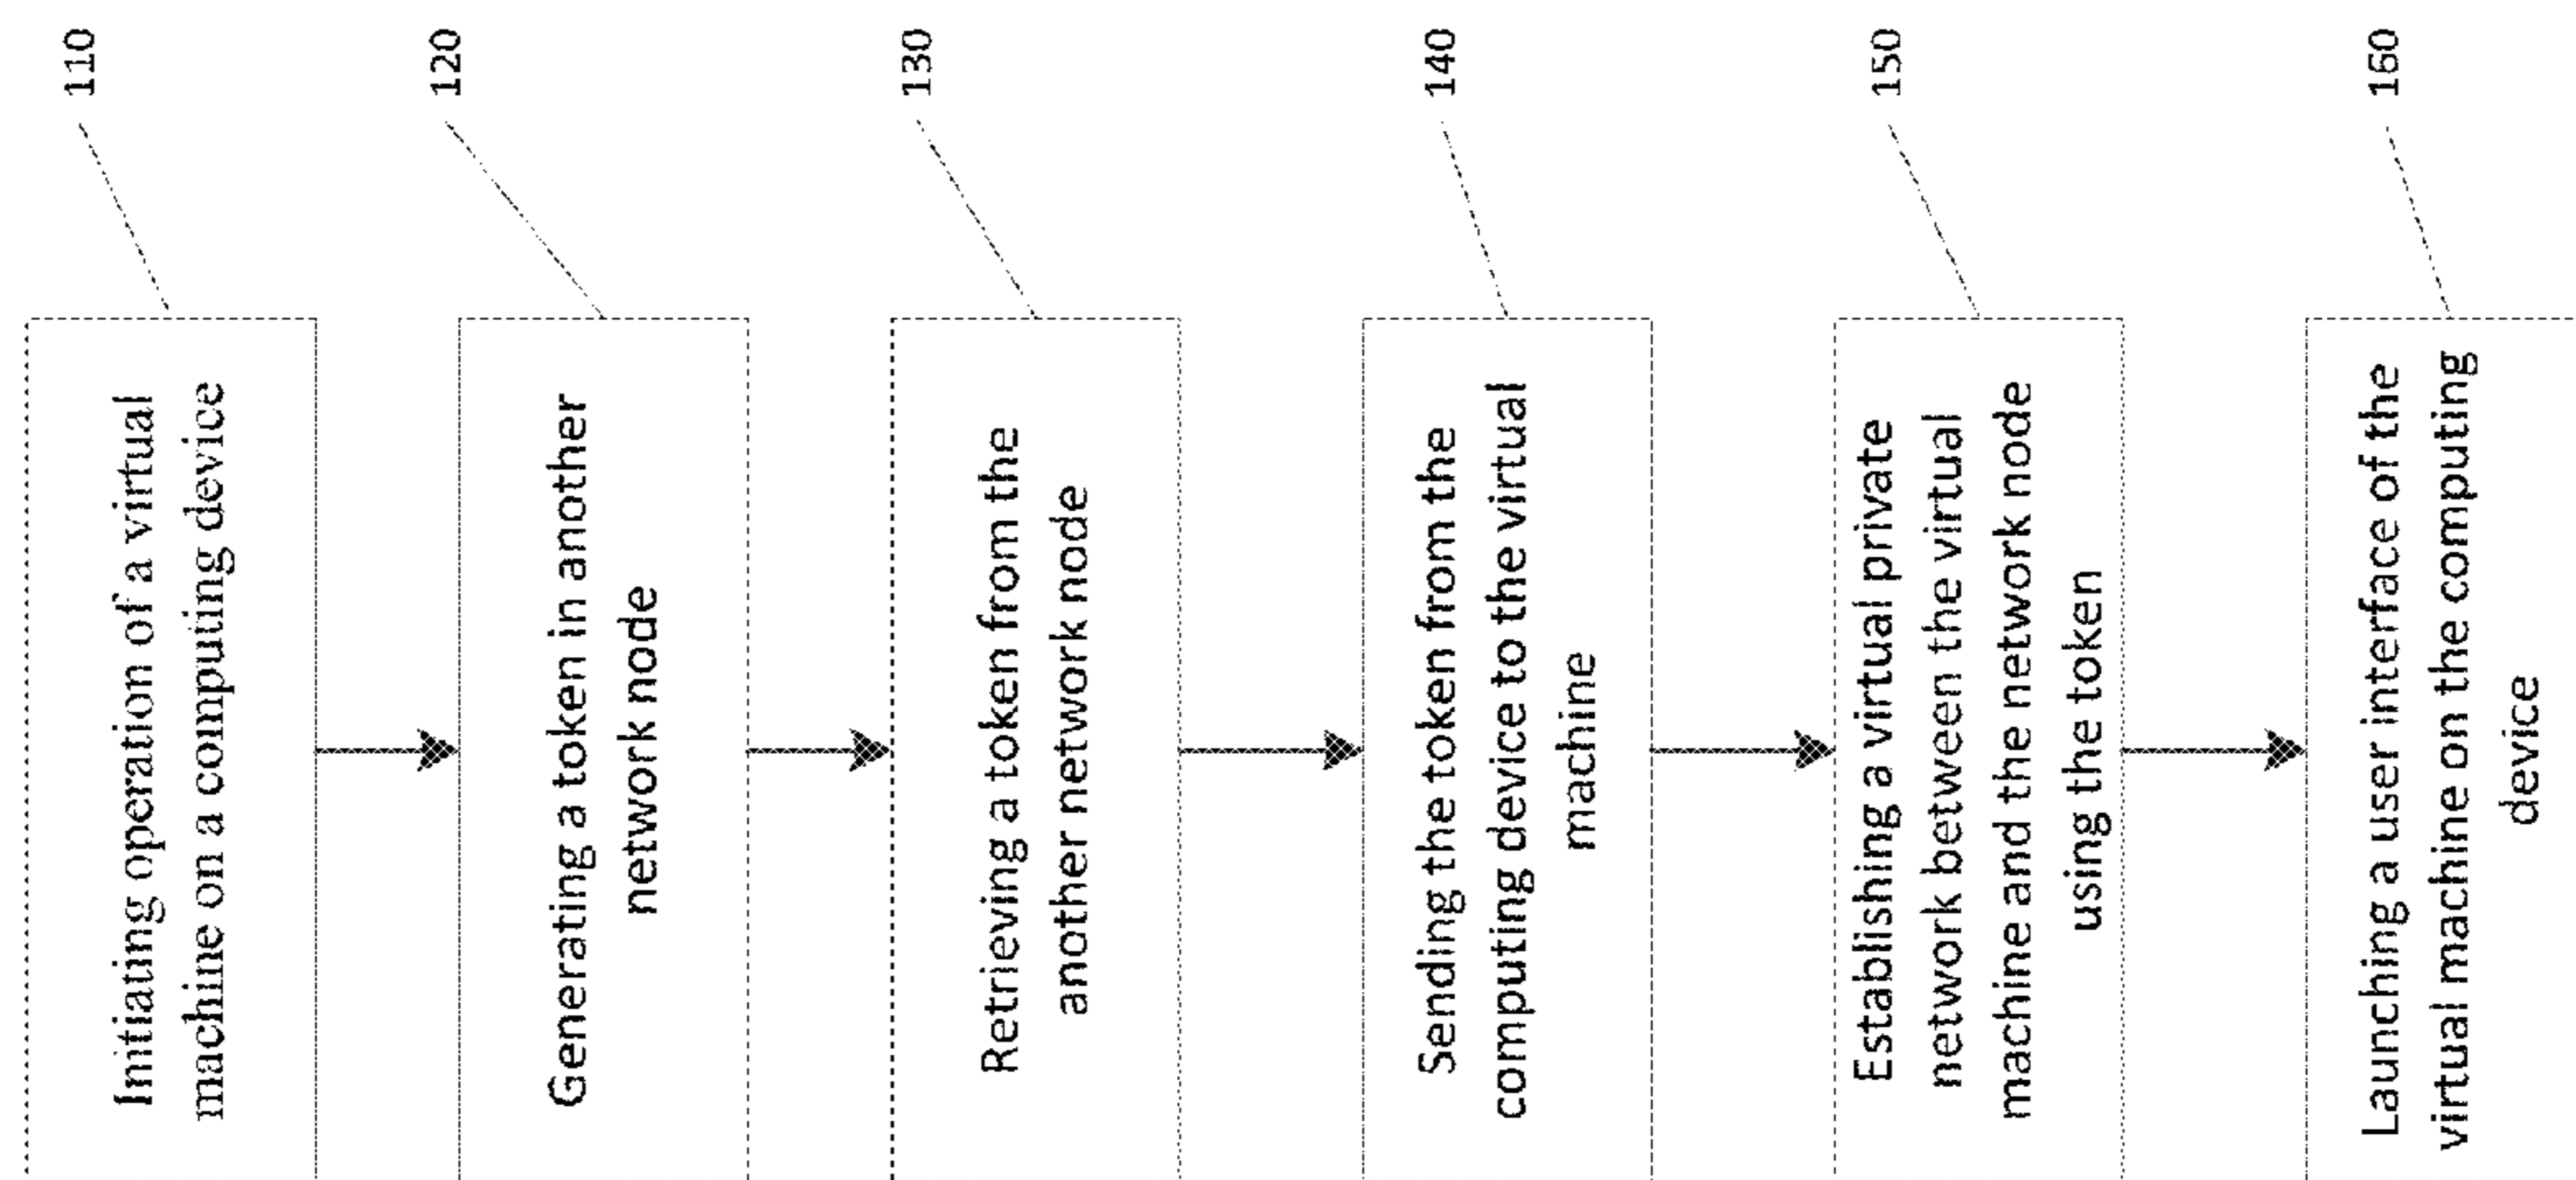 110
Initiating operation of a virtual
machine on a computing device
120
Generating a token in another
network node
130
Retrieving a token from the
another network node
140
Sending the token from the
computing device to the virtual
machine
150
Establishing a virtual private
network between the virtual
machine and the network node
using the token
160
Launching a user interface of the
virtual machine on the computing
device